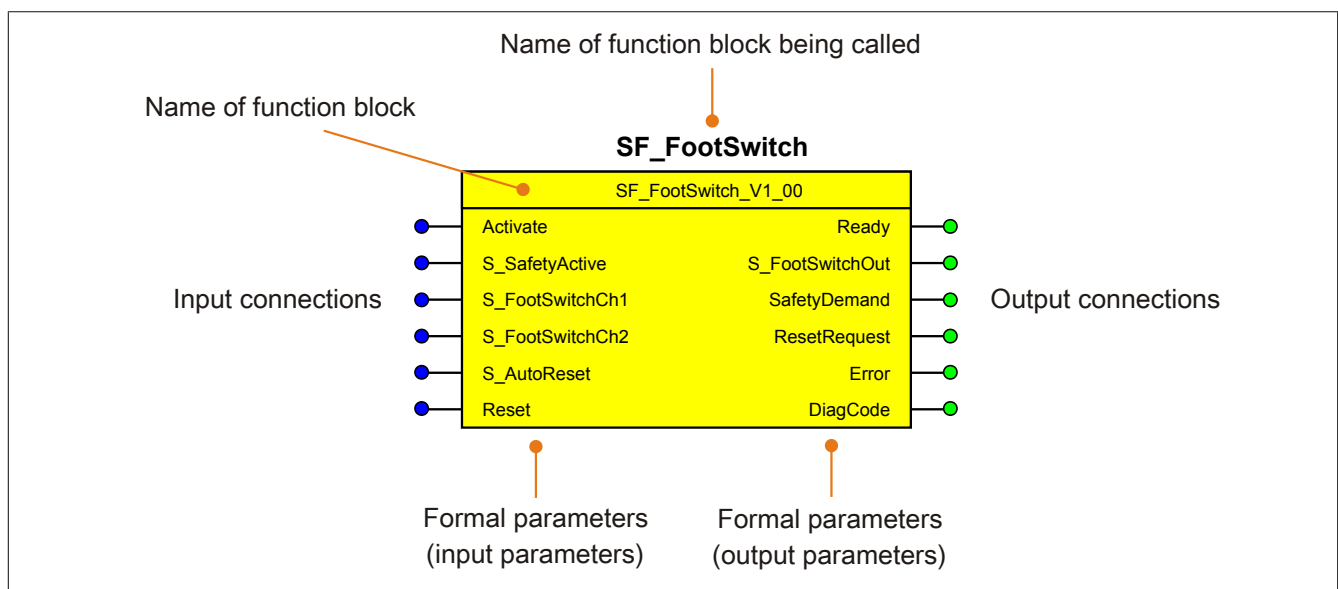 Name of function block being called
Name of function block
SF_FootSwitch
SF_FootSwitch_V1_00
Activate
Ready
S_SafetyActive
S_FootSwitchOut
Input connections
S_FootSwitchCh1
SafetyDemand
Output connections
S_FootSwitchCh2
ResetRequest
S_AutoReset
Error
Reset
DiagCode
Formal parameters
(input parameters)
Formal parameters
(output parameters)